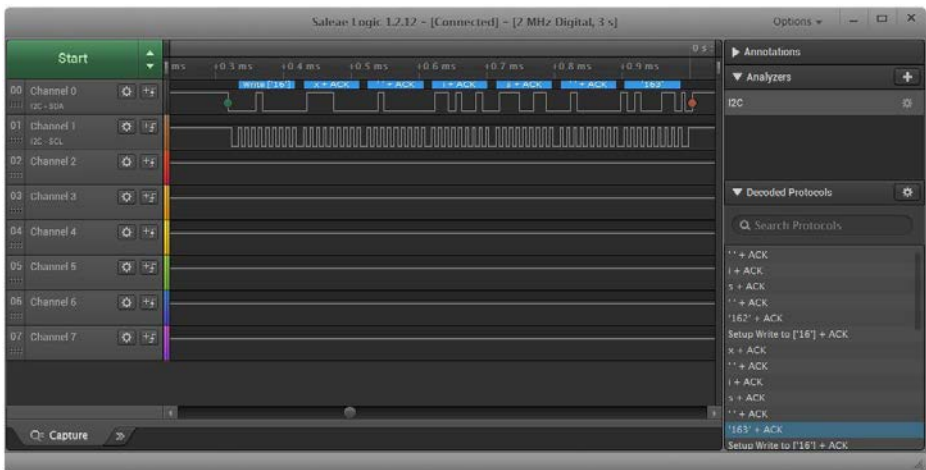 Saleae Logic 1.2.12 - [Connected] - [2 MHz Digital, 3 s]
Options
Start
0 s :
ms +0.3 ms +0.4 ms +0.5 ms +0.6 ms +0.7 ms +0.8 ms +0.9 ms
Write ['16'] x + ACK ' ' + ACK i + ACK s + ACK ' ' + ACK '163'
00 Channel 0
I2C - SDA
01 Channel 1
I2C - SCL
02 Channel 2
03 Channel 3
04 Channel 4
05 Channel 5
06 Channel 6
07 Channel 7
Capture
Annotations
Analyzers
I2C
Decoded Protocols
Search Protocols
' ' + ACK
i + ACK
s + ACK
' ' + ACK
'162' + ACK
Setup Write to ['16'] + ACK
x + ACK
' ' + ACK
i + ACK
s + ACK
' ' + ACK
'163' + ACK
Setup Write to ['16'] + ACK